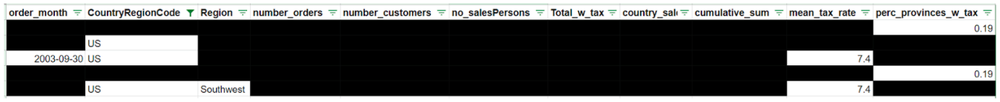 order_month CountryRegionCode Region number_orders number_customers no_salesPersons Total_w_tax country_sal cumulative_sum mean_tax_rate perc_provinces_w_tax
0.19
US
2003-09-30 US 7.4
0.19
US Southwest 7.4